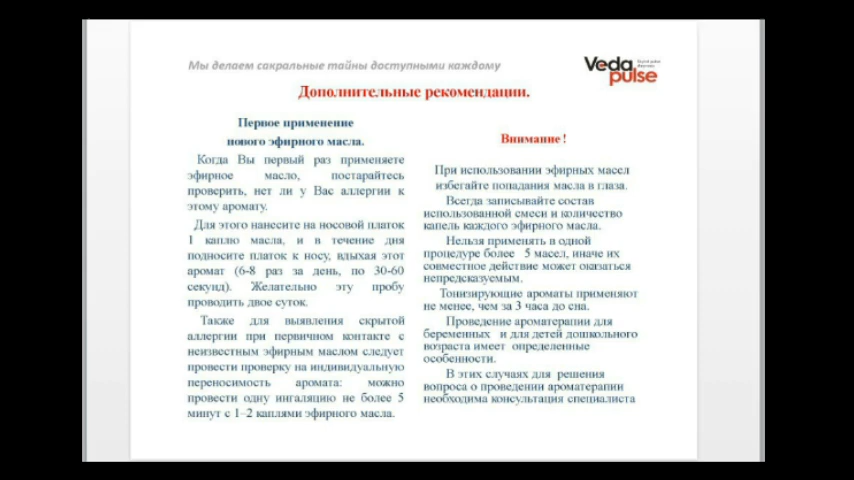 Мы делаем сакральные тайны доступными каждому
Veda
pulse
Дополнительные рекомендации.
Первое применение
нового эфирного масла.
Когда Вы первый раз применяете
эфирное масло, постарайтесь
проверить, нет ли у Вас аллергии к
этому аромату.
Для этого нанесите на носовой платок
1 каплю масла, и в течение дня
подносите платок к носу, вдыхая этот
аромат (6-8 раз за день, по 30-60
секунд). Желательно эту пробу
проводить двое суток.
Также для выявления скрытой
аллергии при первичном контакте с
неизвестным эфирным маслом следует
провести проверку на индивидуальную
переносимость аромата: можно
провести одну ингаляцию не более 5
минут с 1–2 каплями эфирного масла.
Внимание !
При использовании эфирных масел
избегайте попадания масла в глаза.
Всегда записывайте состав
использованной смеси и количество
капель каждого эфирного масла.
Нельзя применять в одной
процедуре более 5 масел, иначе их
совместное действие может оказаться
непредсказуемым.
Тонизирующие ароматы применяют
не менее, чем за 3 часа до сна.
Проведение ароматерапии для
беременных и для детей дошкольного
возраста имеет определенные
особенности.
В этих случаях для решения
вопроса о проведении ароматерапии
необходима консультация специалиста